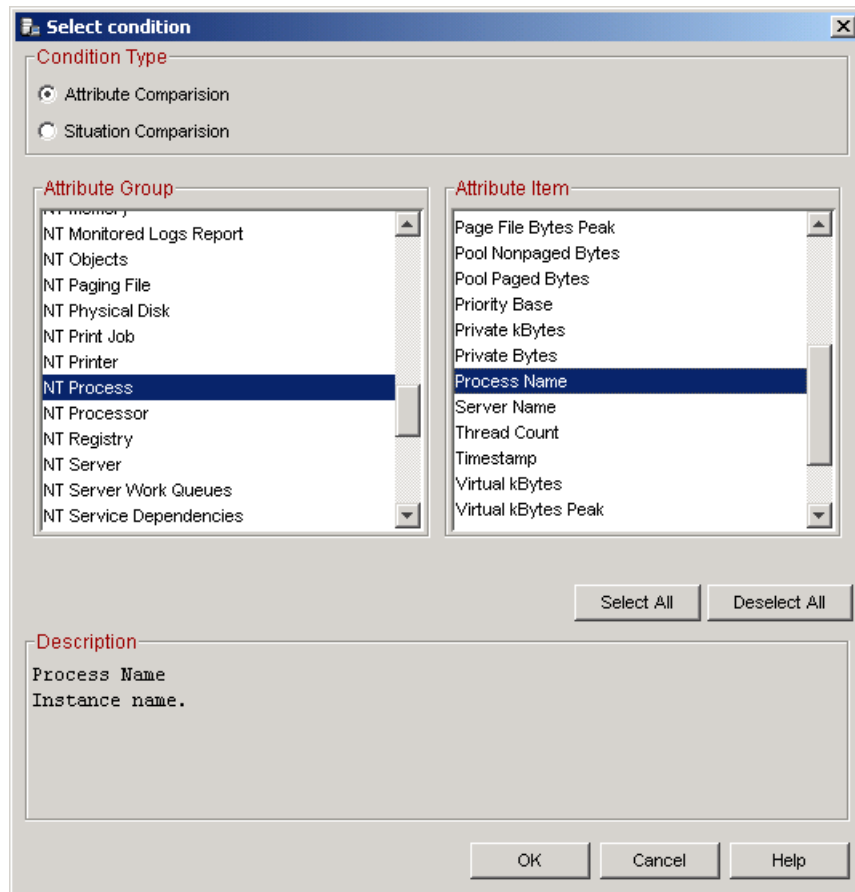 Select condition
Condition Type
Attribute Comparision
Situation Comparision
Attribute Group
NT Memory
NT Monitored Logs Report
NT Objects
NT Paging File
NT Physical Disk
NT Print Job
NT Printer
NT Process
NT Processor
NT Registry
NT Server
NT Server Work Queues
NT Service Dependencies
Attribute Item
Page File Bytes Peak
Pool Nonpaged Bytes
Pool Paged Bytes
Priority Base
Private kBytes
Private Bytes
Process Name
Server Name
Thread Count
Timestamp
Virtual kBytes
Virtual kBytes Peak
Select All
Deselect All
Description
Process Name
Instance name.
OK
Cancel
Help